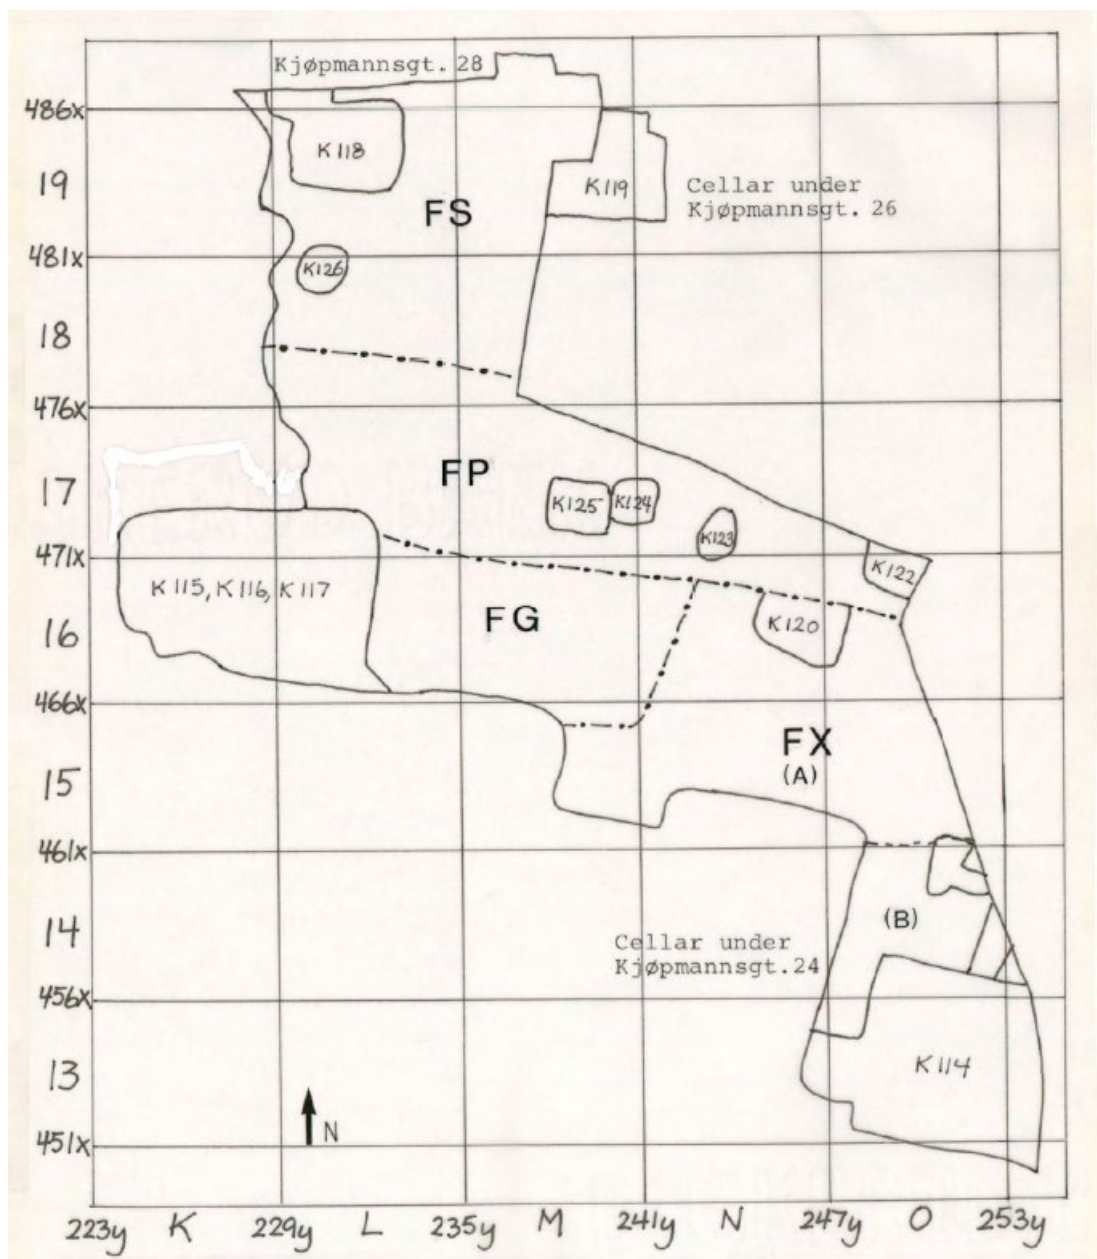 Kjøpmannsgt. 28
486x
K118
19
K119
Cellar under
Kjøpmannsgt. 26
FS
481x
K126
18
476x
FP
17
K125
K124
K123
471x
K122
K115, K116, K117
FG
16
K120
466x
FX
(A)
15
461x
(B)
14
Cellar under
Kjøpmannsgt. 24
456x
K114
13
N
451x
223y K 229y L 235y M 241y N 247y O 253y